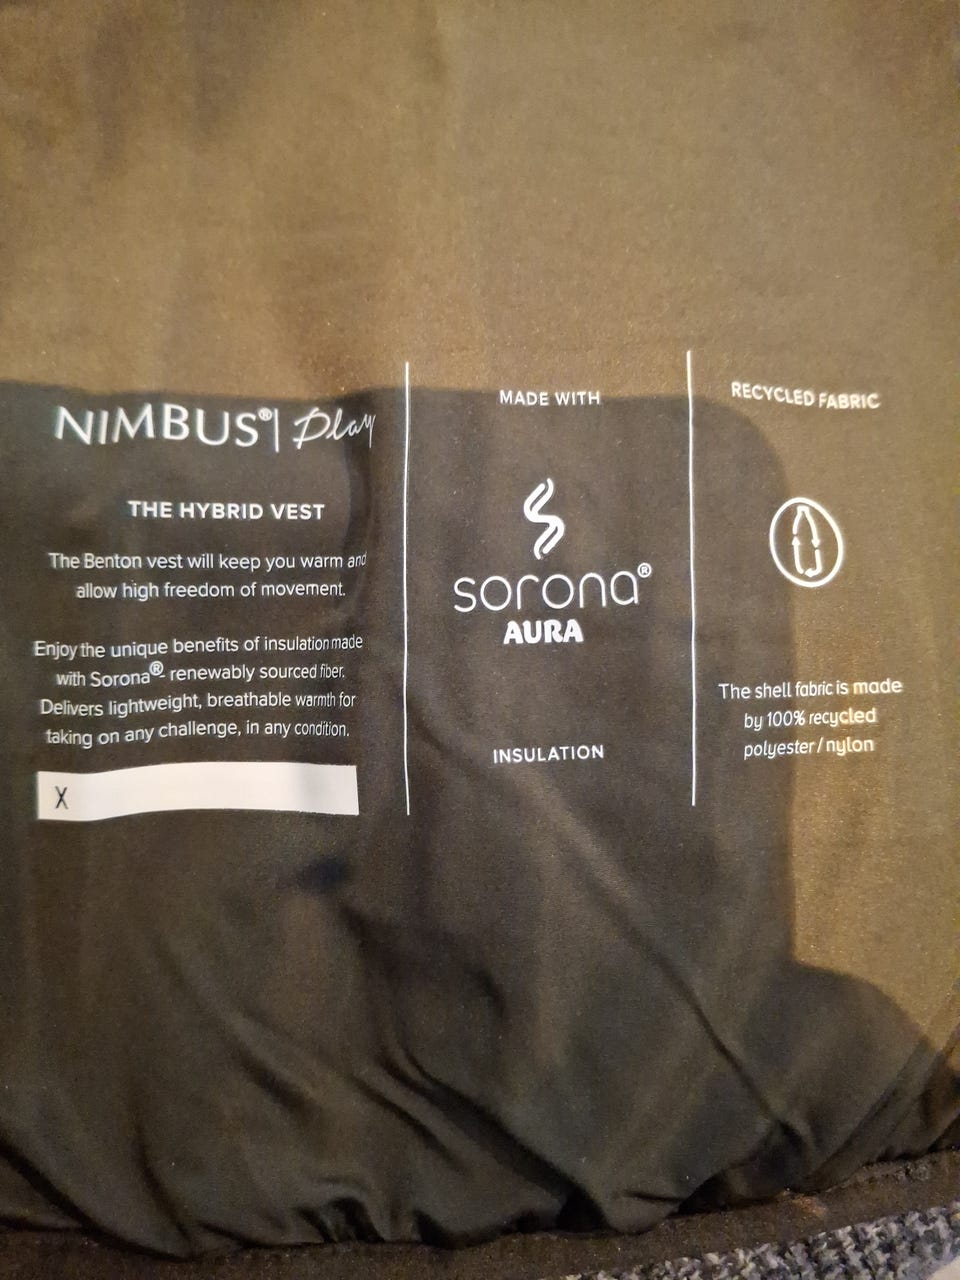 NIMBUS® | Play
THE HYBRID VEST
The Benton vest will keep you warm and
allow high freedom of movement.
Enjoy the unique benefits of insulation made
with Sorona® renewably sourced fiber.
Delivers lightweight, breathable warmth for
taking on any challenge, in any condition.
X
MADE WITH
sorona®
AURA
INSULATION
RECYCLED FABRIC
The shell fabric is made
by 100% recycled
polyester / nylon